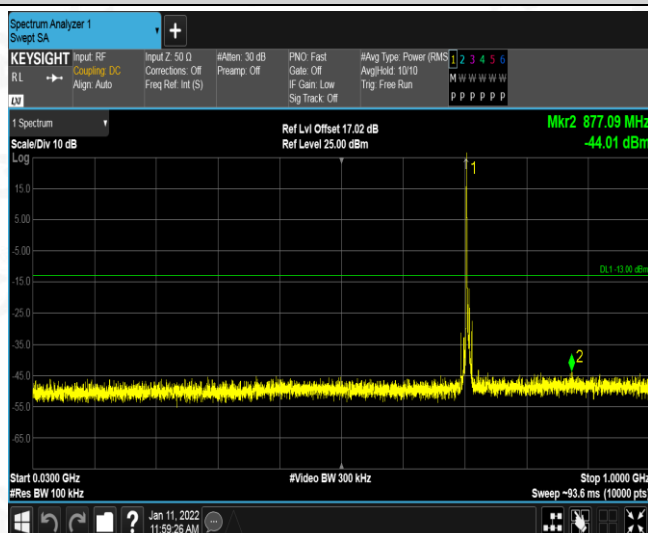 Spectrum Analyzer 1
Swept SA
+
KEYSIGHT Input: RF Input Z: 50 Ω #Atten: 30 dB PNO: Fast #Avg Type: Power (RMS 1 2 3 4 5 6
RL Coupling: DC Corrections: Off Preamp: Off Gate: Off Avg|Hold: 10/10 M W W W W W
Align: Auto Freq Ref: Int (S) IF Gain: Low Trig: Free Run
Sig Track: Off P P P P P P
LXI
1 Spectrum Ref Lvl Offset 17.02 dB Mkr2 877.09 MHz
Scale/Div 10 dB Ref Level 25.00 dBm -44.01 dBm
Log
1
15.0
5.00
-5.00
DL1 -13.00 dBm
-15.0
-25.0
-35.0
2
-45.0
-55.0
-65.0
Start 0.0300 GHz #Video BW 300 kHz Stop 1.0000 GHz
#Res BW 100 kHz Sweep ~93.6 ms (10000 pts)
? Jan 11, 2022
11:59:26 AM